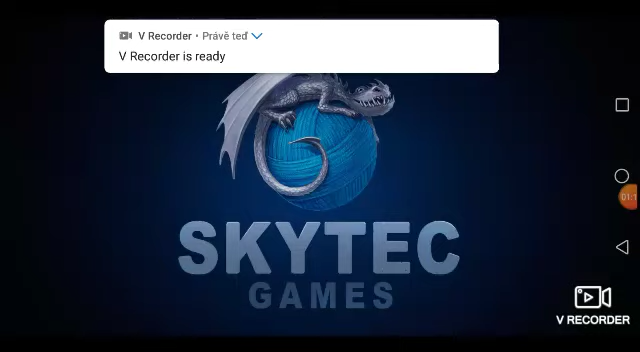 V Recorder • Právě teď
V Recorder is ready
SKYTEC
GAMES
V RECORDER